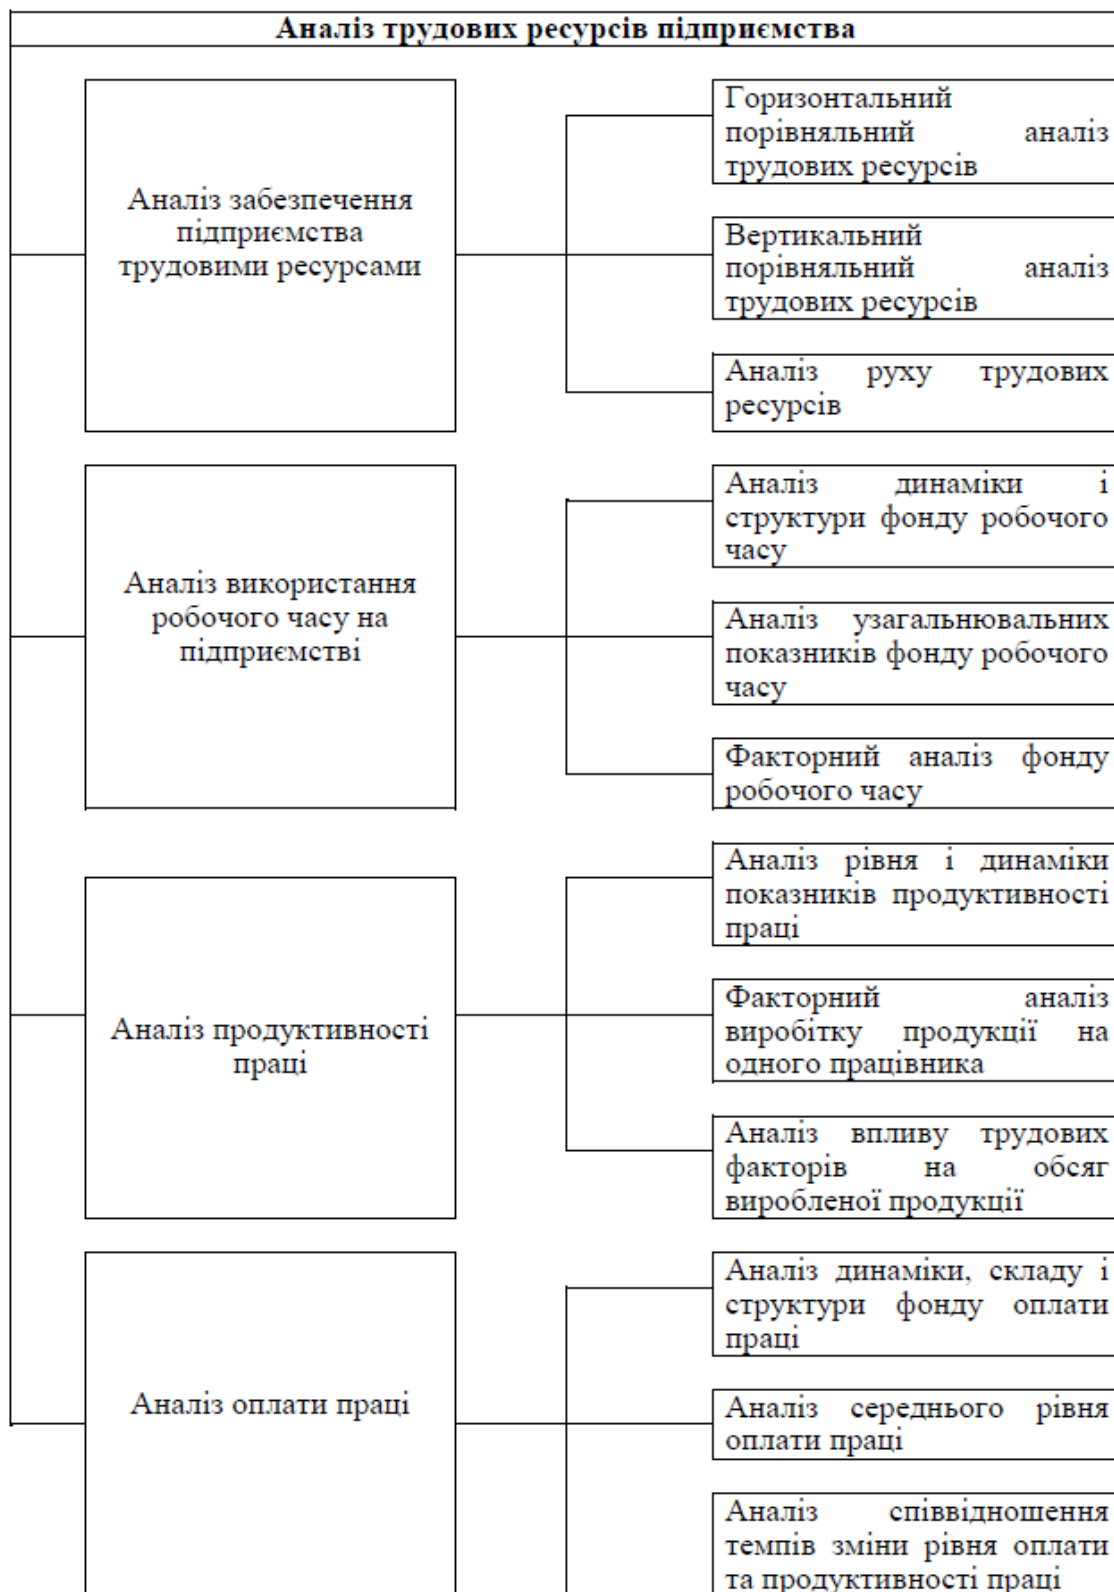 Аналіз трудових ресурсів підприємства
Аналіз забезпечення
підприємства
трудовими ресурсами
Горизонтальний
порівняльний аналіз
трудових ресурсів
Вертикальний
порівняльний аналіз
трудових ресурсів
Аналіз руху трудових
ресурсів
Аналіз використання
робочого часу на
підприємстві
Аналіз динаміки і
структури фонду робочого
часу
Аналіз узагальнювальних
показників фонду робочого
часу
Факторний аналіз фонду
робочого часу
Аналіз продуктивності
праці
Аналіз рівня і динаміки
показників продуктивності
праці
Факторний аналіз
виробітку продукції на
одного працівника
Аналіз впливу трудових
факторів на обсяг
виробленої продукції
Аналіз оплати праці
Аналіз динаміки, складу і
структури фонду оплати
праці
Аналіз середнього рівня
оплати праці
Аналіз співвідношення
темпів зміни рівня оплати
та продуктивності праці